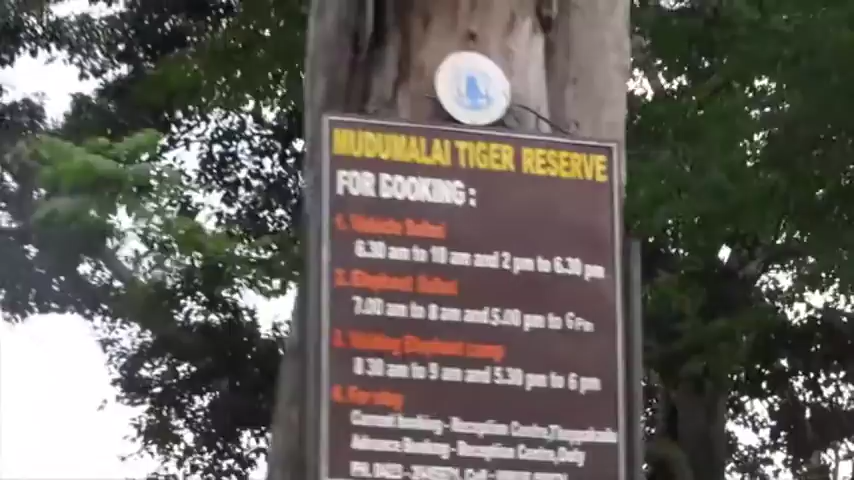 MUDUMALAI TIGER RESERVE
FOR BOOKING :
1. Vehicle Safari
6.30 am to 10 am and 2 pm to 6.30 pm
2. Elephant Safari
7.00 am to 8 am and 5.00 pm to 6 Pm
3. Visiting Elephant camp
8 30 am to 9 am and 5.30 pm to 6 pm
4. For stay
Current Booking - Reception Centre, Theppakadu
Advance Booking - Reception Centre, Ooty
PH. 0423 -